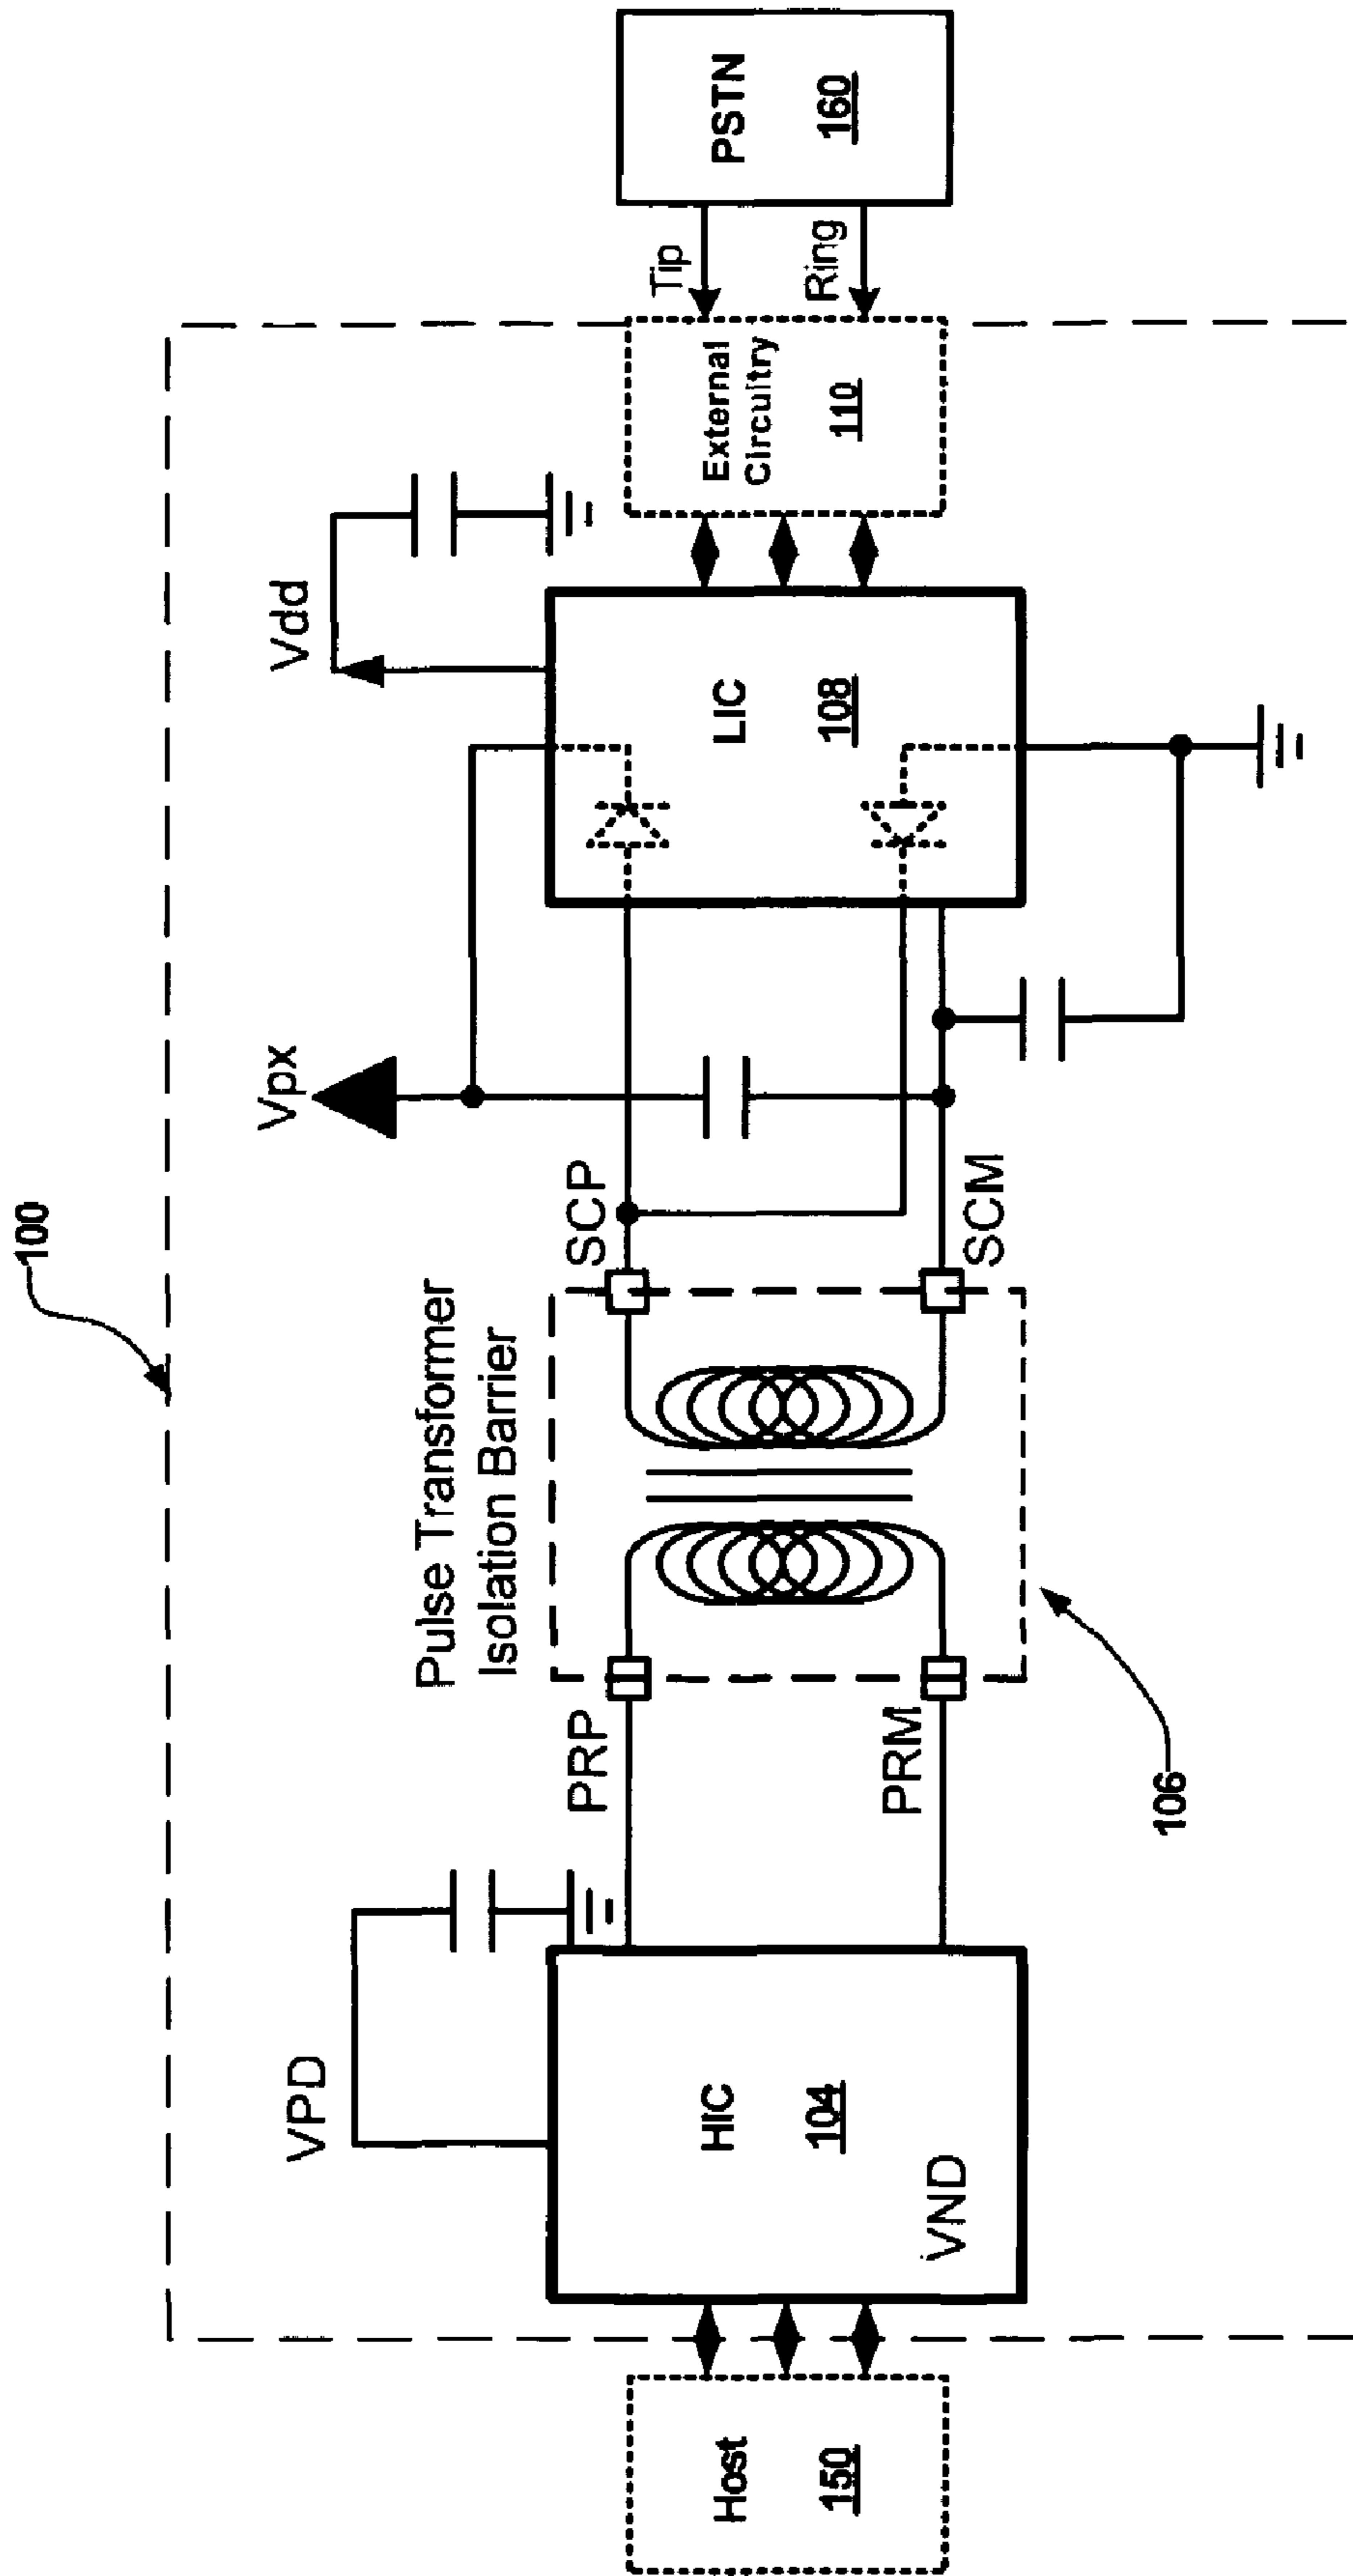 100
Host
150
VPD
HIC
104
VND
PRP
PRM
Pulse Transformer
Isolation Barrier
106
SCP
SCM
Vpx
Vdd
LIC
108
External
Circuitry
110
Tip
Ring
PSTN
160